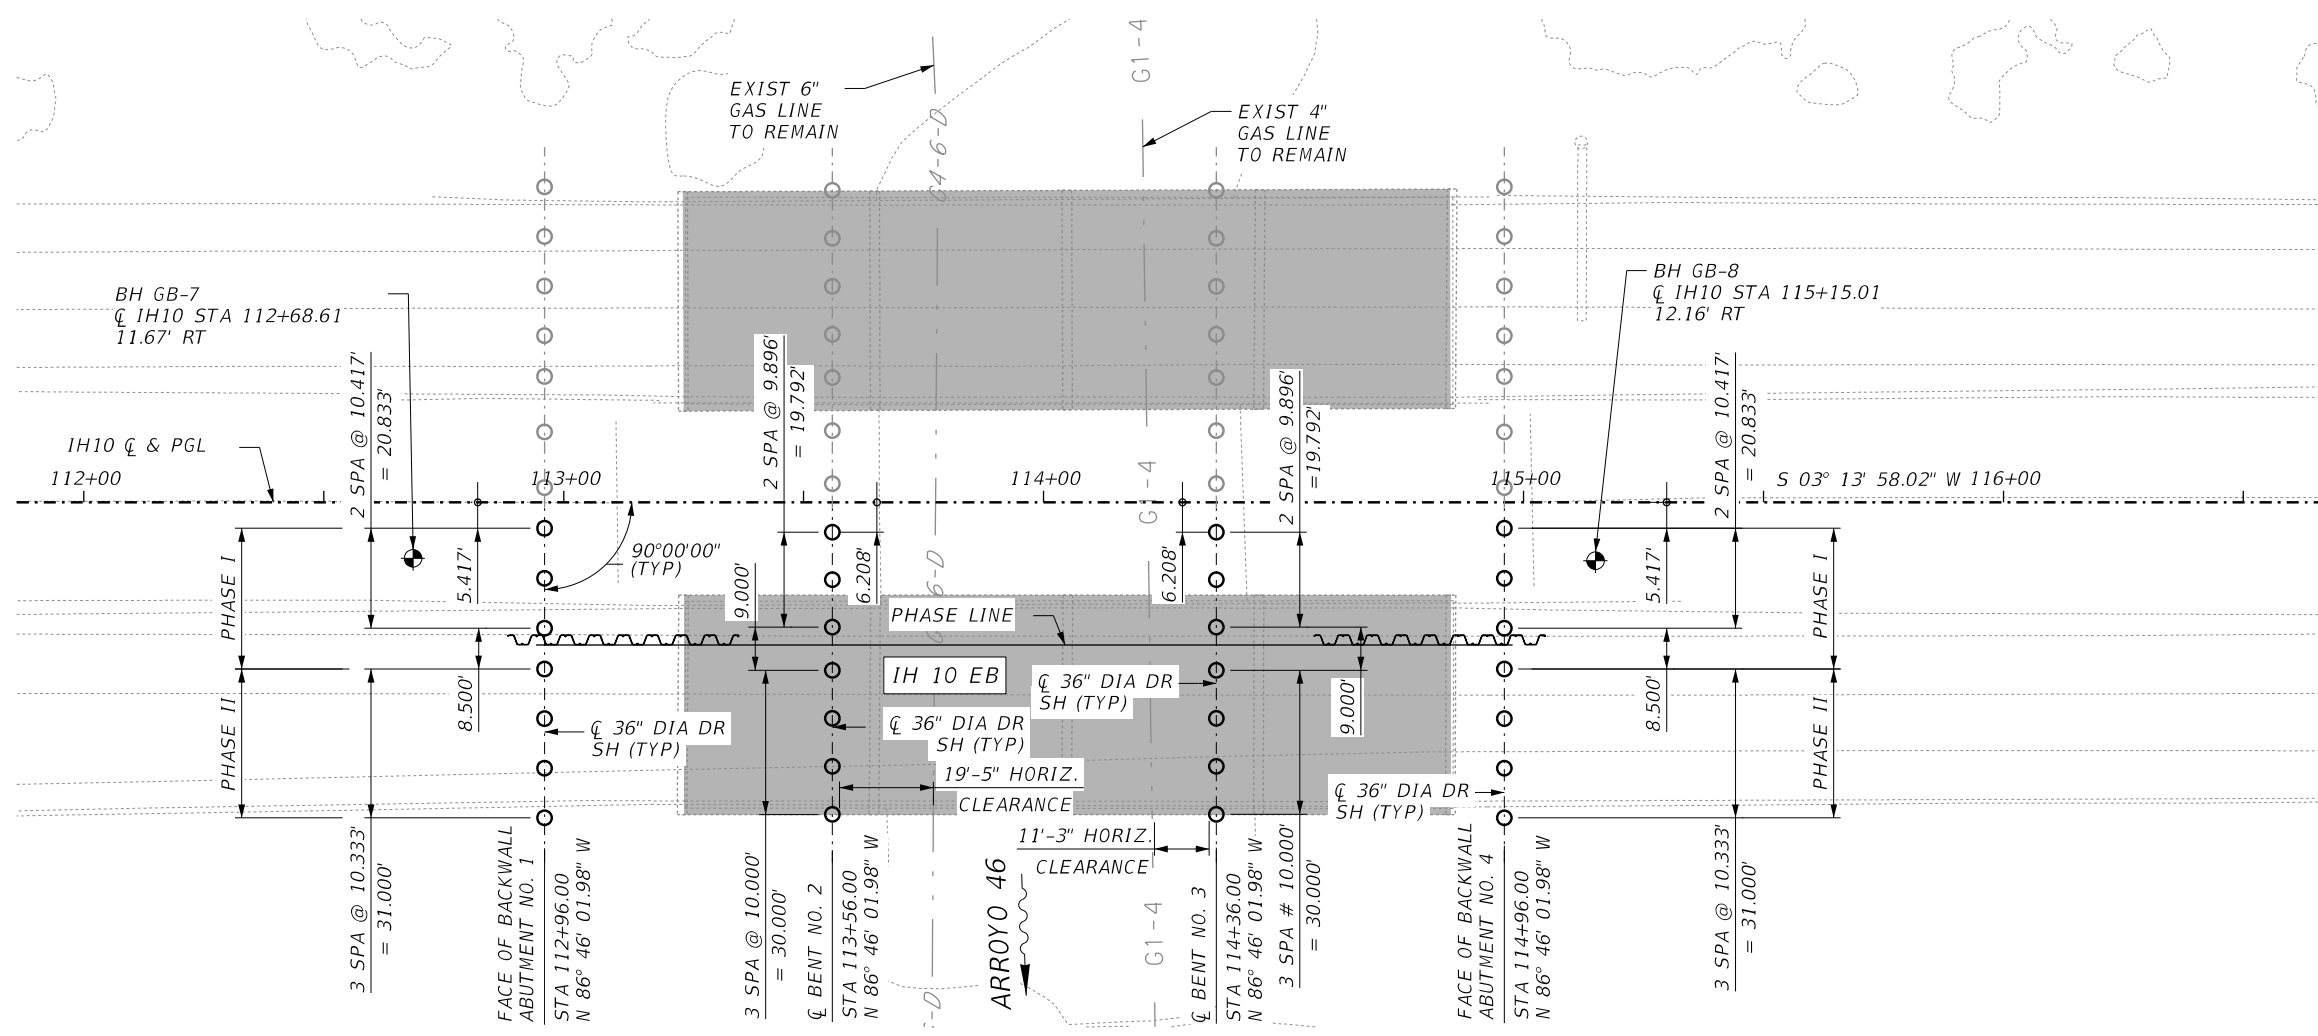 G1-4
EXIST 6"
GAS LINE
TO REMAIN
EXIST 4"
GAS LINE
TO REMAIN
G4-6-D
BH GB-7
℄ IH10 STA 112+68.61
11.67' RT
BH GB-8
℄ IH10 STA 115+15.01
12.16' RT
2 SPA @ 10.417'
= 20.833'
2 SPA @ 9.896'
= 19.792'
2 SPA @ 9.896'
=19.792'
2 SPA @ 10.417'
= 20.833'
IH10 ℄ & PGL
112+00
113+00
114+00
115+00
S 03° 13' 58.02" W
116+00
G1-4
PHASE I
5.417'
90°00'00"
(TYP)
9.000'
6.208'
6-D
6.208'
5.417'
PHASE I
PHASE LINE
IH 10 EB
PHASE II
8.500'
℄ 36" DIA DR
SH (TYP)
℄ 36" DIA DR
SH (TYP)
℄ 36" DIA DR
SH (TYP)
9.000'
8.500'
PHASE II
19'-5" HORIZ.
CLEARANCE
℄ 36" DIA DR
SH (TYP)
11'-3" HORIZ.
CLEARANCE
3 SPA @ 10.333'
= 31.000'
FACE OF BACKWALL
ABUTMENT NO. 1
STA 112+96.00
N 86° 46' 01.98" W
3 SPA @ 10.000'
= 30.000'
℄ BENT NO. 2
STA 113+56.00
N 86° 46' 01.98" W
-D
ARROYO 46
G1-4
℄ BENT NO. 3
STA 114+36.00
N 86° 46' 01.98" W
3 SPA # 10.000'
= 30.000'
FACE OF BACKWALL
ABUTMENT NO. 4
STA 114+96.00
N 86° 46' 01.98" W
3 SPA @ 10.333'
= 31.000'